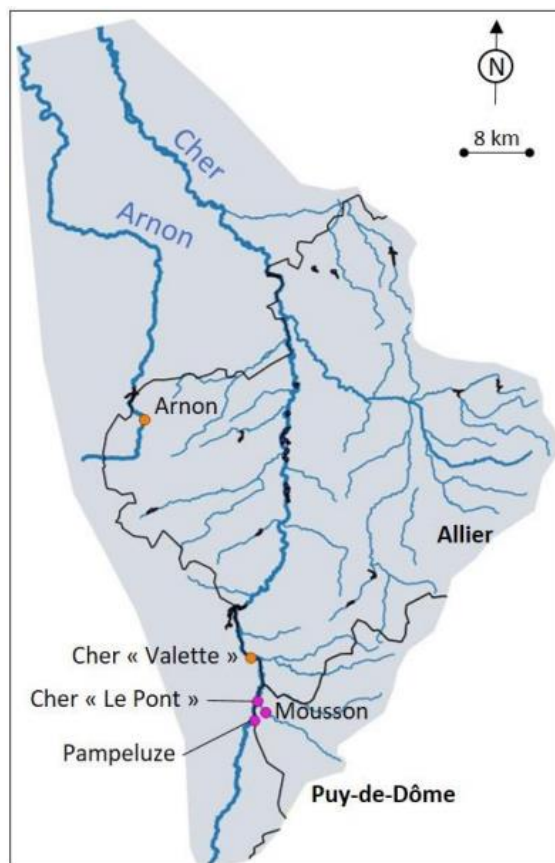 N
8 km
Cher
Arnon
Arnon
Allier
Cher « Valette »
Cher « Le Pont »
Mousson
Pampeluze
Puy-de-Dôme